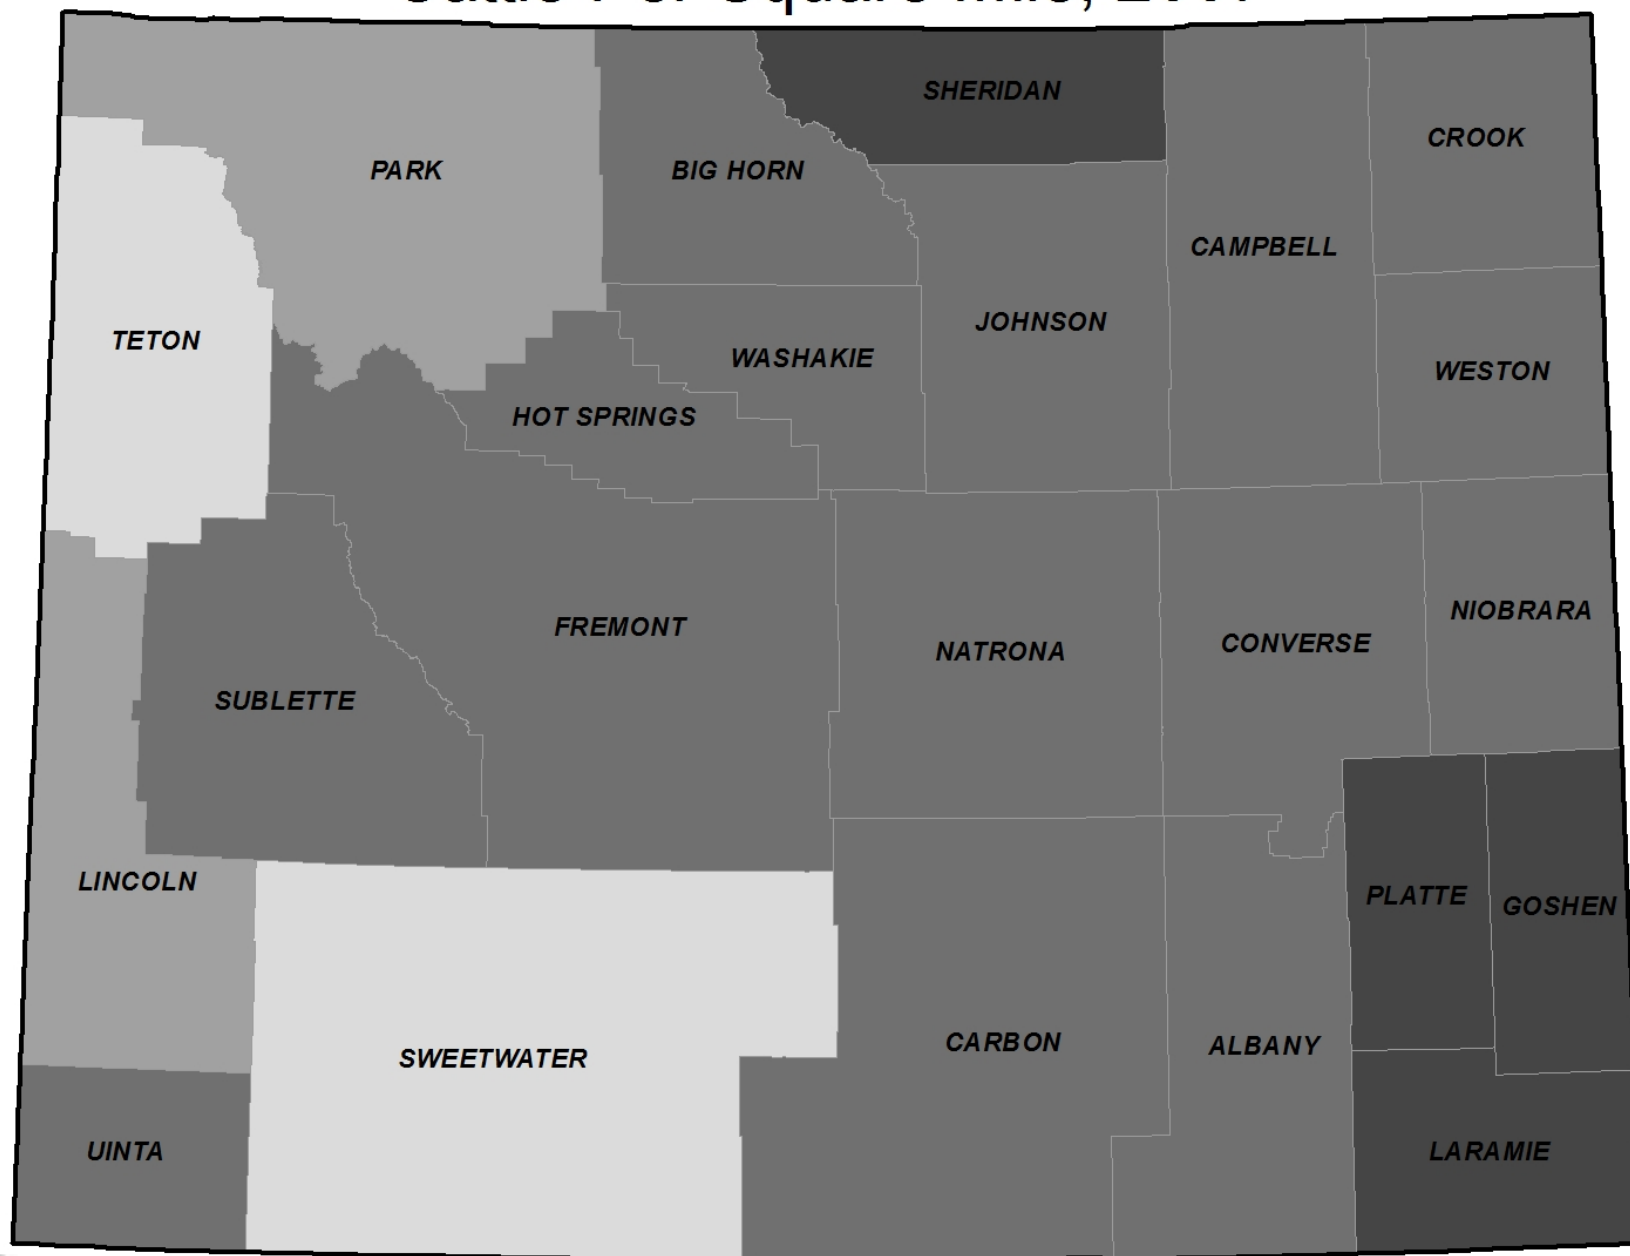 SHERIDAN
CROOK
PARK
BIG HORN
CAMPBELL
JOHNSON
TETON
WASHAKIE
WESTON
HOT SPRINGS
NIOBRARA
FREMONT
CONVERSE
NATRONA
SUBLETTE
LINCOLN
PLATTE
GOSHEN
CARBON
ALBANY
SWEETWATER
UINTA
LARAMIE